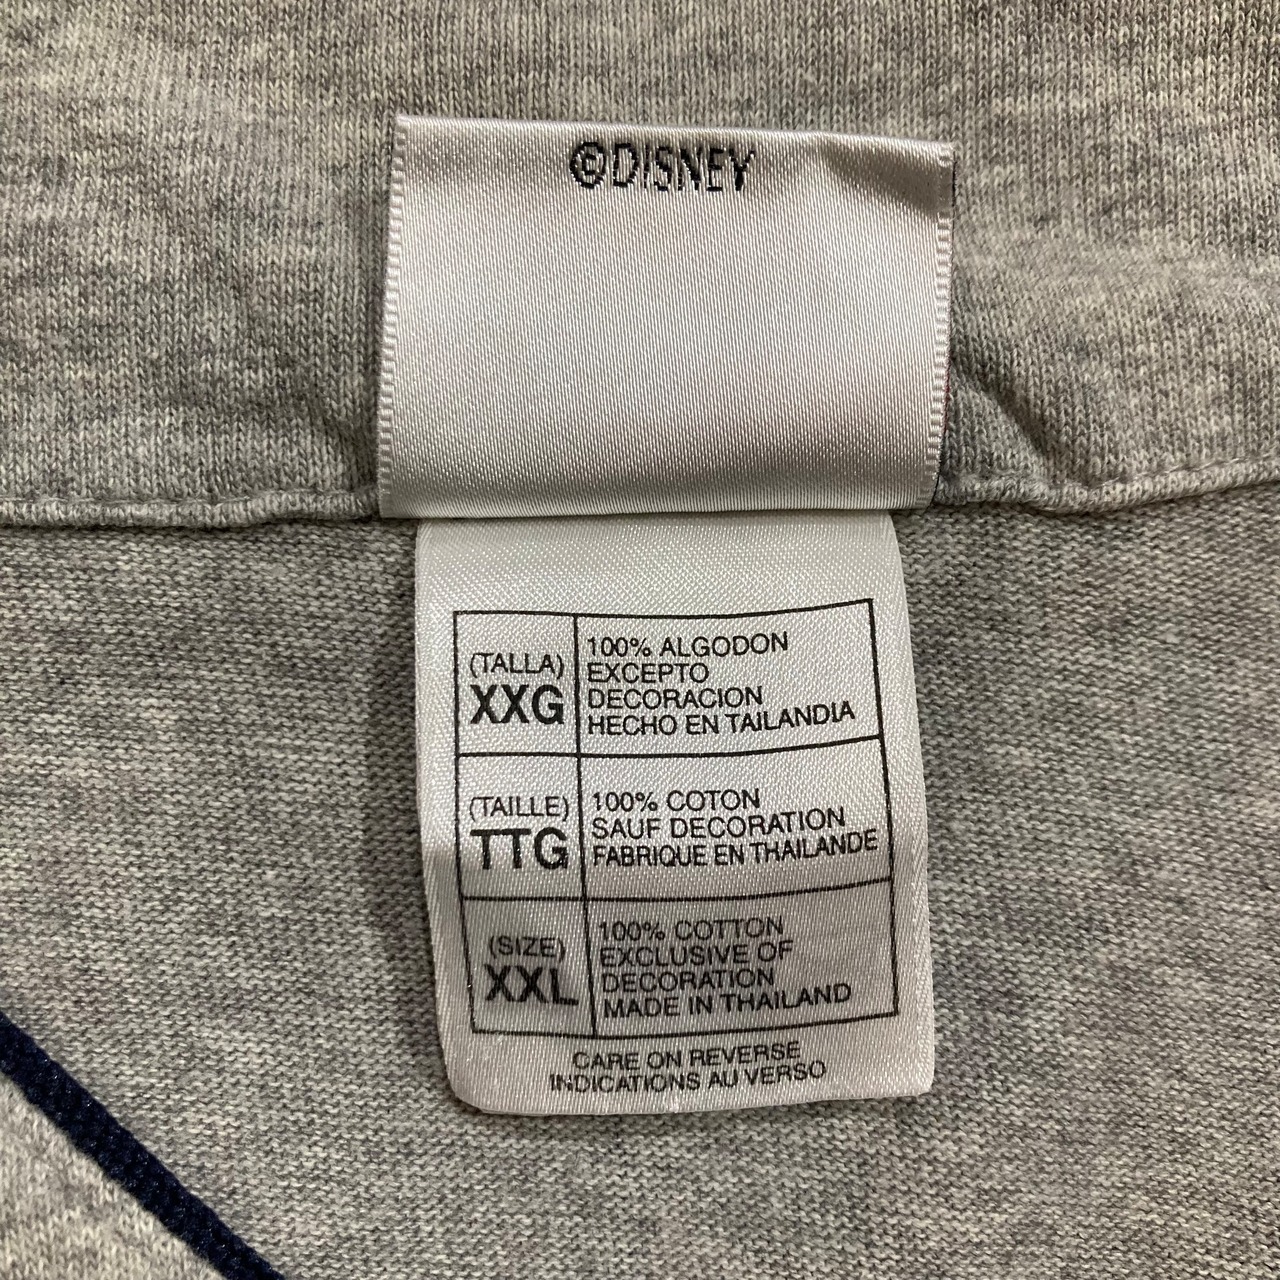 ©DISNEY
(TALLA)
XXG
100% ALGODON
EXCEPTO
DECORACION
HECHO EN TAILANDIA
(TAILLE)
TTG
100% COTON
SAUF DECORATION
FABRIQUE EN THAILANDE
(SIZE)
XXL
100% COTTON
EXCLUSIVE OF
DECORATION
MADE IN THAILAND
CARE ON REVERSE
INDICATIONS AU VERSO